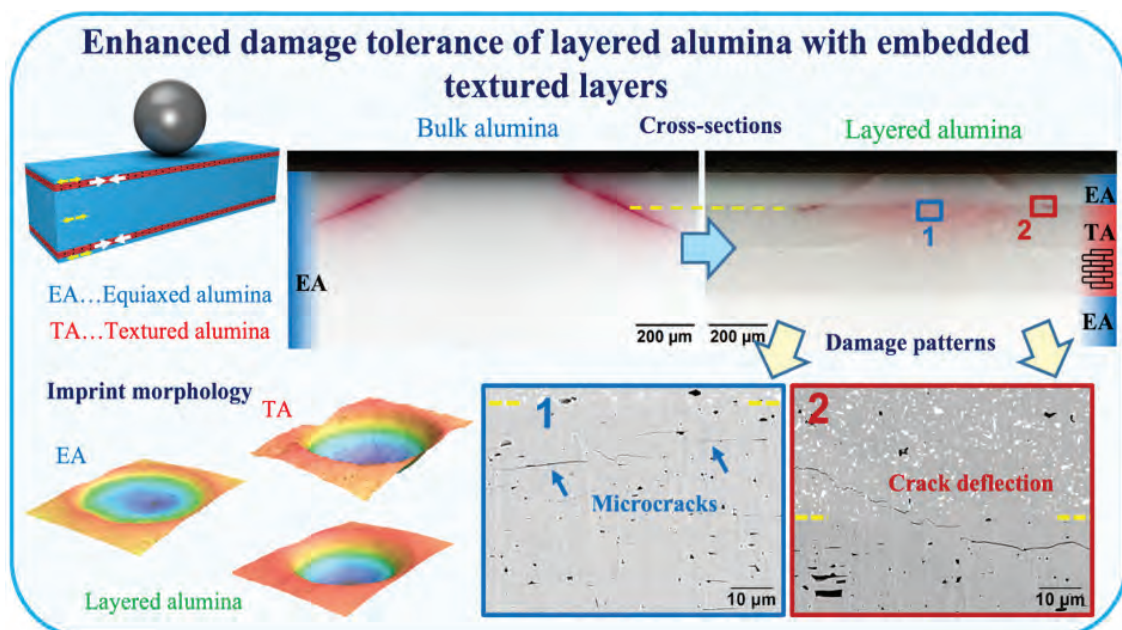 Enhanced damage tolerance of layered alumina with embedded
textured layers
Bulk alumina
Cross-sections
Layered alumina
EA
1
2
TA
EA
EA
EA…Equiaxed alumina
TA…Textured alumina
200 µm
200 µm
Damage patterns
Imprint morphology
TA
EA
Layered alumina
1
Microcracks
10 µm
2
Crack deflection
10 µm